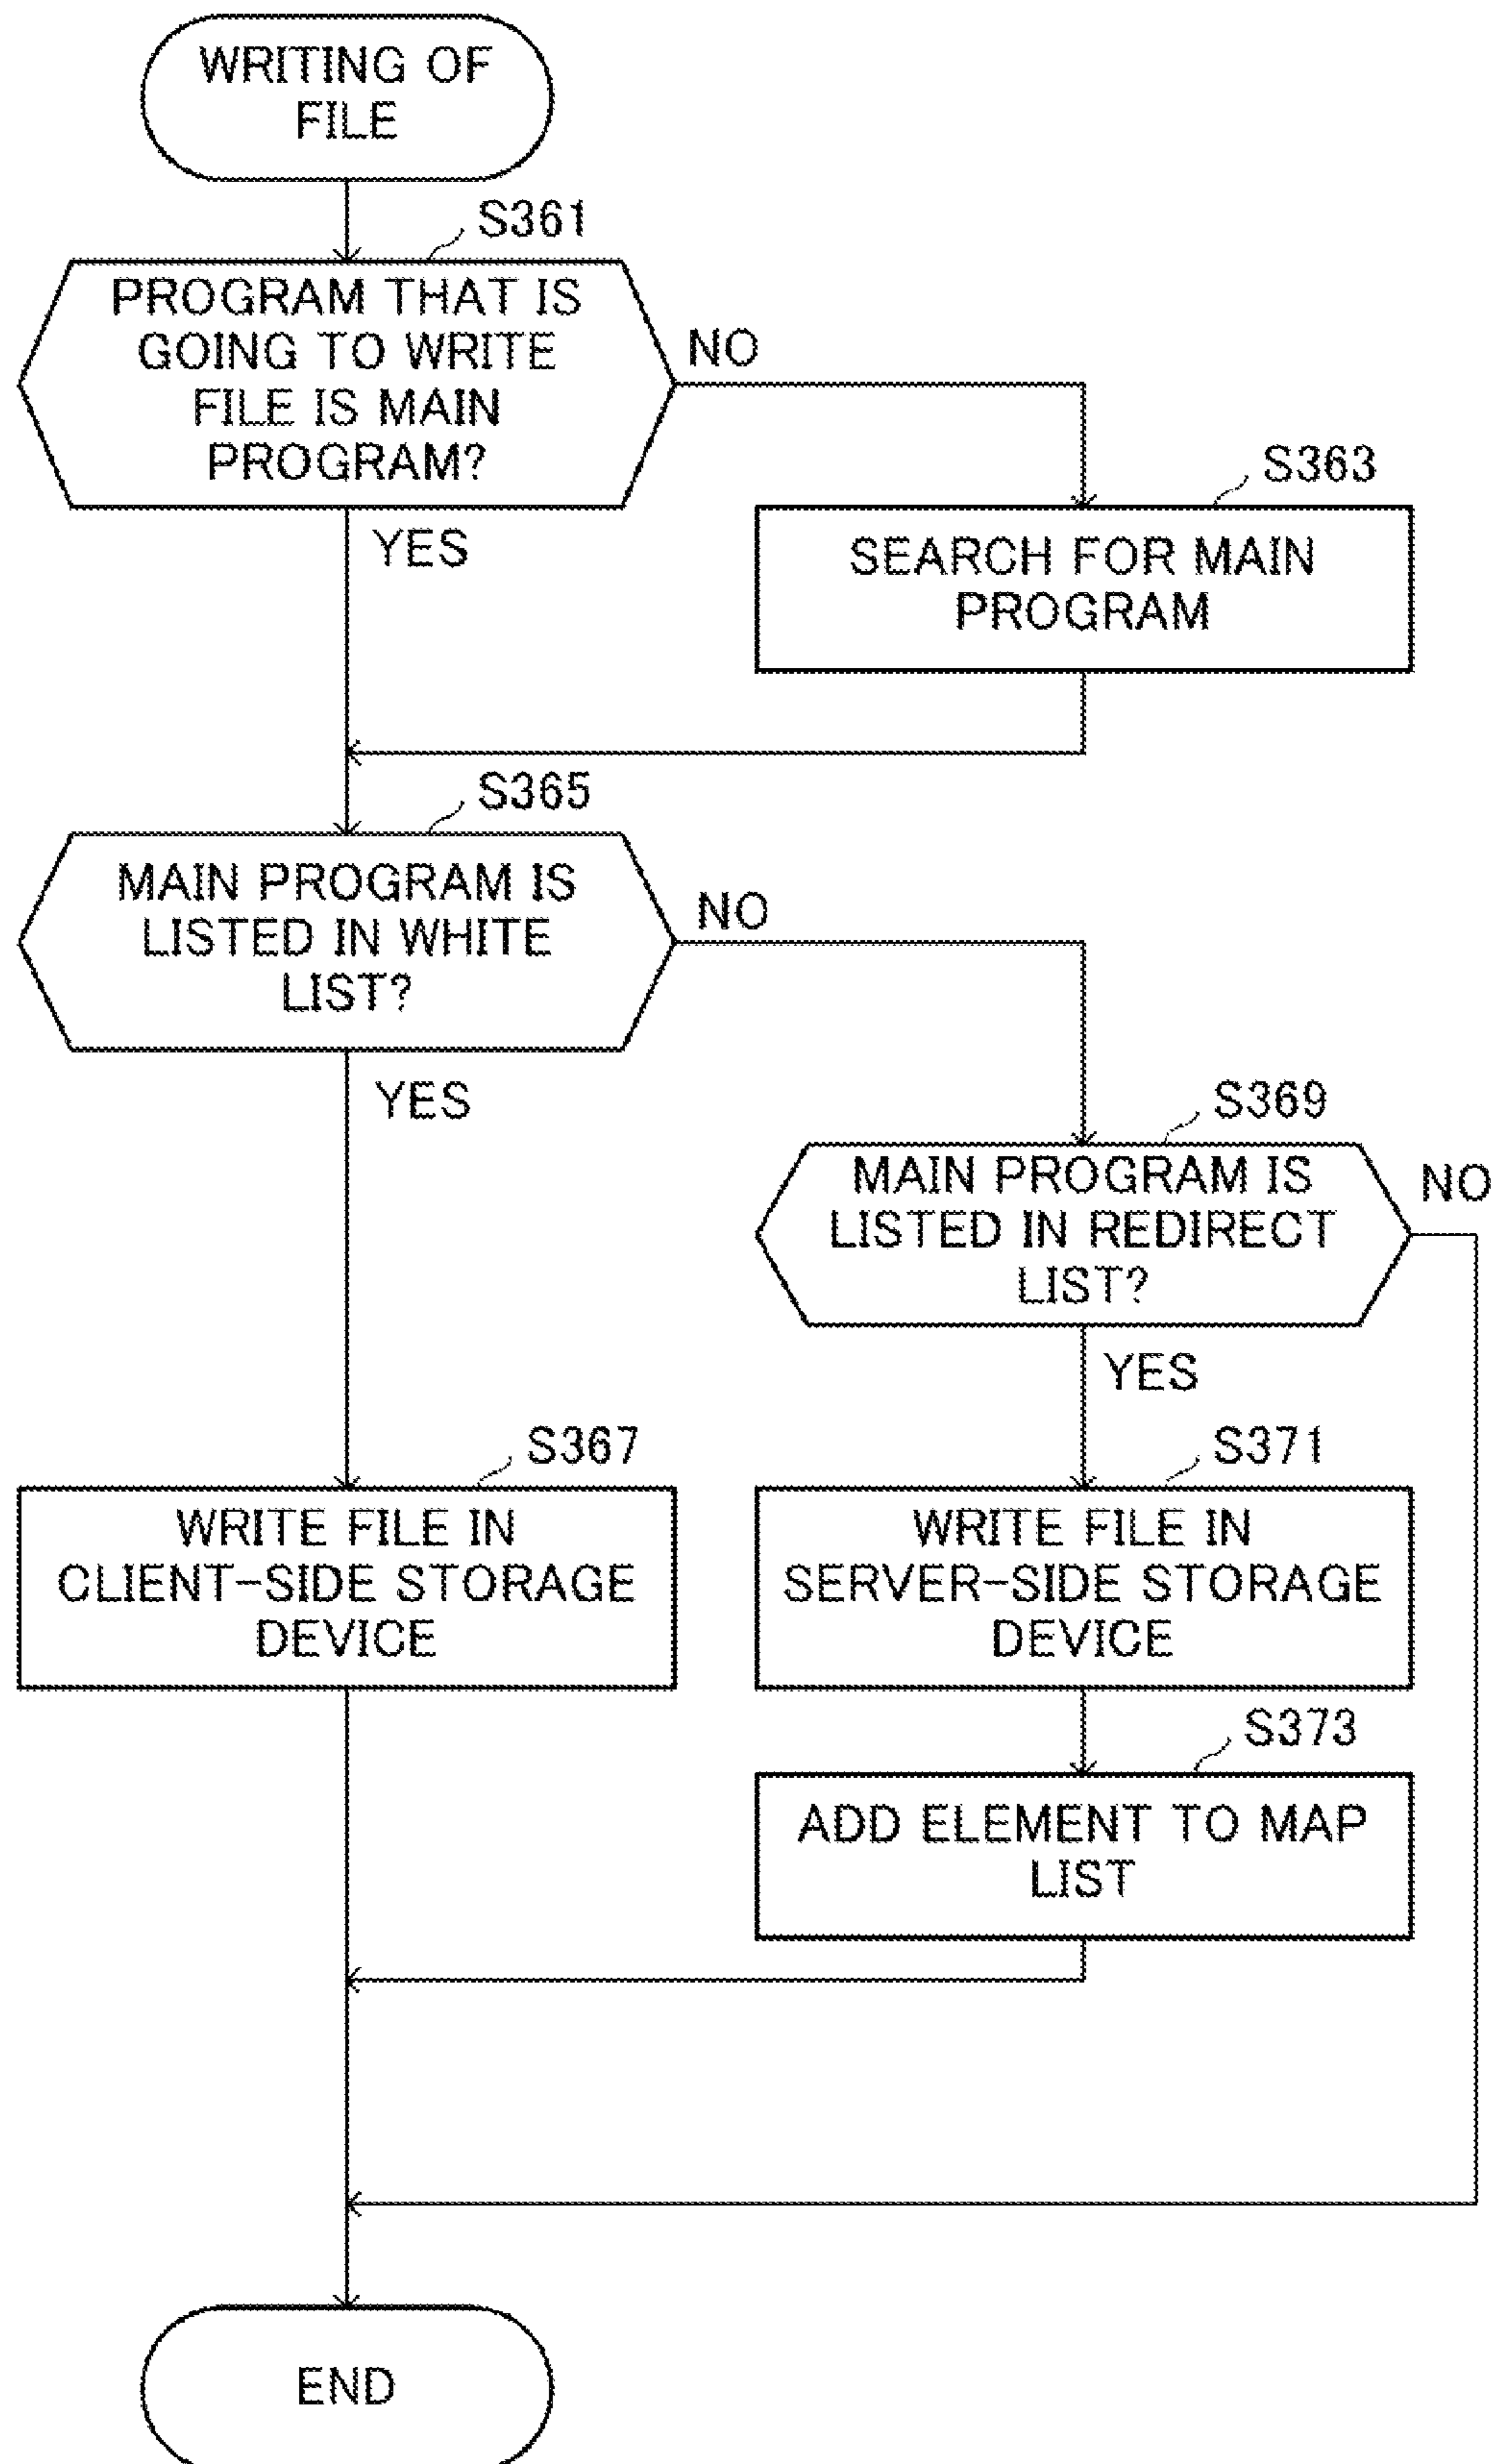 WRITING OF
FILE
S361
PROGRAM THAT IS
GOING TO WRITE
FILE IS MAIN
PROGRAM?
NO
YES
S363
SEARCH FOR MAIN
PROGRAM
S365
MAIN PROGRAM IS
LISTED IN WHITE
LIST?
NO
YES
S369
MAIN PROGRAM IS
LISTED IN REDIRECT
LIST?
NO
YES
S367
WRITE FILE IN
CLIENT-SIDE STORAGE
DEVICE
S371
WRITE FILE IN
SERVER-SIDE STORAGE
DEVICE
S373
ADD ELEMENT TO MAP
LIST
END